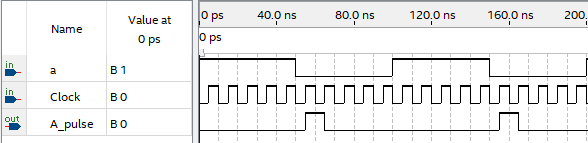 Name
Value at
0 ps
0 ps 40.0 ns 80.0 ns 120.0 ns 160.0 ns 200.
0 ps
in a B 1
in Clock B 0
out A_pulse B 0